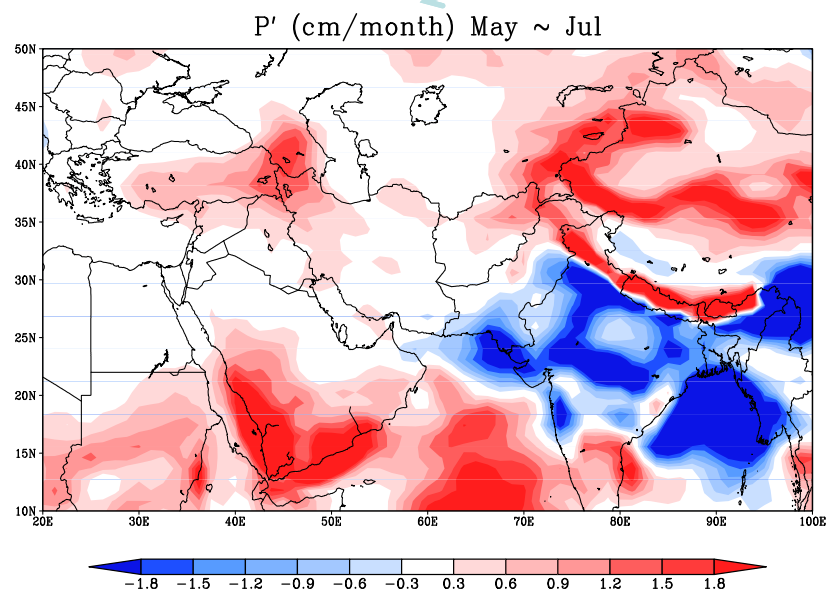 P' (cm/month) May ~ Jul
50N
45N
40N
35N
30N
25N
20N
15N
10N
20E 30E 40E 50E 60E 70E 80E 90E 100E
-1.8 -1.5 -1.2 -0.9 -0.6 -0.3 0.3 0.6 0.9 1.2 1.5 1.8